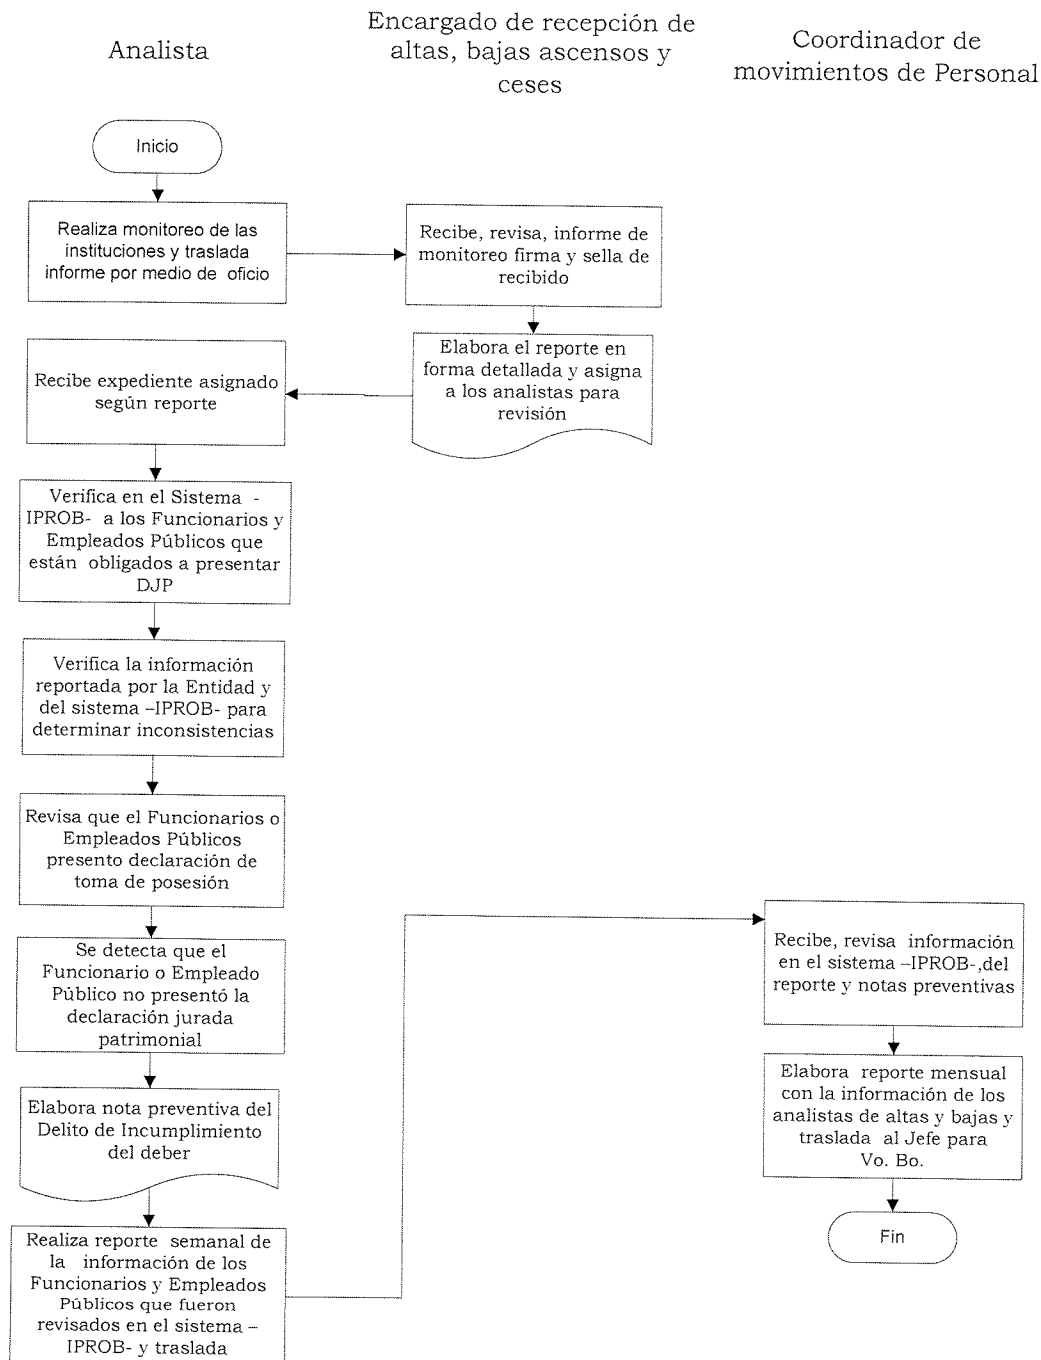 Analista
Encargado de recepción de
altas, bajas ascensos y
ceses
Coordinador de
movimientos de Personal
Inicio
Realiza monitoreo de las
instituciones y traslada
informe por medio de oficio
Recibe, revisa, informe de
monitoreo firma y sella de
recibido
Elabora el reporte en
forma detallada y asigna
a los analistas para
revisión
Recibe expediente asignado
según reporte
Verifica en el Sistema -
IPROB- a los Funcionarios y
Empleados Públicos que
están obligados a presentar
DJP
Verifica la información
reportada por la Entidad y
del sistema –IPROB- para
determinar inconsistencias
Revisa que el Funcionarios o
Empleados Públicos
presento declaración de
toma de posesión
Se detecta que el
Funcionario o Empleado
Público no presentó la
declaración jurada
patrimonial
Elabora nota preventiva del
Delito de Incumplimiento
del deber
Realiza reporte semanal de
la información de los
Funcionarios y Empleados
Públicos que fueron
revisados en el sistema –
IPROB- y traslada
Recibe, revisa información
en el sistema –IPROB-,del
reporte y notas preventivas
Elabora reporte mensual
con la información de los
analistas de altas y bajas y
traslada al Jefe para
Vo. Bo.
Fin